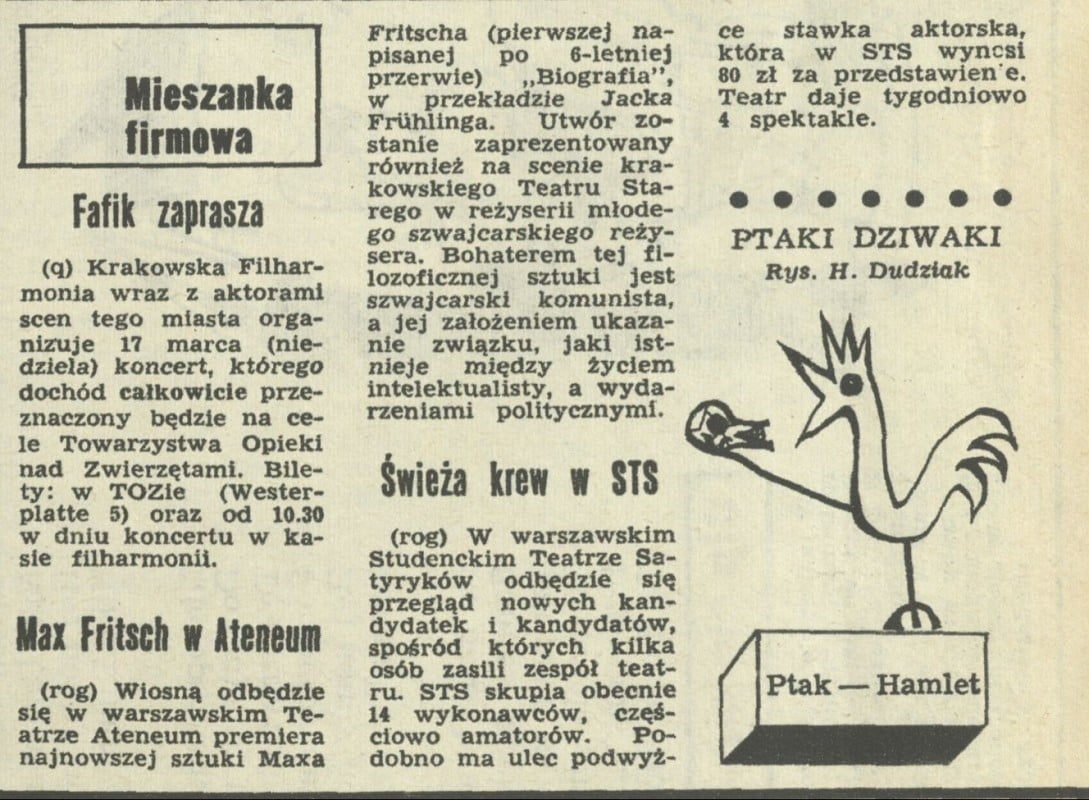 Mieszanka
firmowa
Fafik zaprasza
(q) Krakowska Filhar-
monia wraz z aktorami
scen tego miasta orga-
nizuje 17 marca (nie-
dziela) koncert, którego
dochód całkowicie prze-
znaczony będzie na ce-
le Towarzystwa Opieki
nad Zwierzętami. Bile-
ty: w TOZie (Wester-
platte 5) oraz od 10.30
w dniu koncertu w ka-
sie filharmonii.
Max Fritsch w Ateneum
(rog) Wiosną odbędzie
się w warszawskim Te-
atrze Ateneum premiera
najnowszej sztuki Maxa
Fritscha (pierwszej na-
pisanej po 6-letniej
przerwie) „Biografia”,
w przekładzie Jacka
Frühlinga. Utwór zo-
stanie zaprezentowany
również na scenie kra-
kowskiego Teatru Sta-
rego w reżyserii młode-
go szwajcarskiego reży-
sera. Bohaterem tej fi-
lozoficznej sztuki jest
szwajcarski komunista,
a jej założeniem ukaza-
nie związku, jaki ist-
nieje między życiem
intelektualisty, a wyda-
rzeniami politycznymi.
Świeża krew w STS
(rog) W warszawskim
Studenckim Teatrze Sa-
tyryków odbędzie się
przegląd nowych kan-
dydatek i kandydatów,
spośród których kilka
osób zasili zespół teat-
ru. STS skupia obecnie
14 wykonawców, częś-
ciowo amatorów. Po-
dobno ma ulec podwyż-
ce stawka aktorska,
która w STS wynosi
80 zł za przedstawienie.
Teatr daje tygodniowo
4 spektakle.
PTAKI DZIWAKI
Rys. H. Dudziak
Ptak — Hamlet